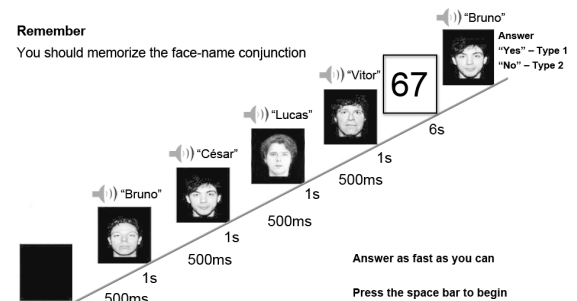 Remember
You should memorize the face-name conjunction
"Bruno"
Answer
"Yes" – Type 1
"No" – Type 2
"Vitor"
67
"Lucas"
6s
"César"
1s
500ms
"Bruno"
1s
500ms
1s
500ms
1s
500ms
Answer as fast as you can
Press the space bar to begin